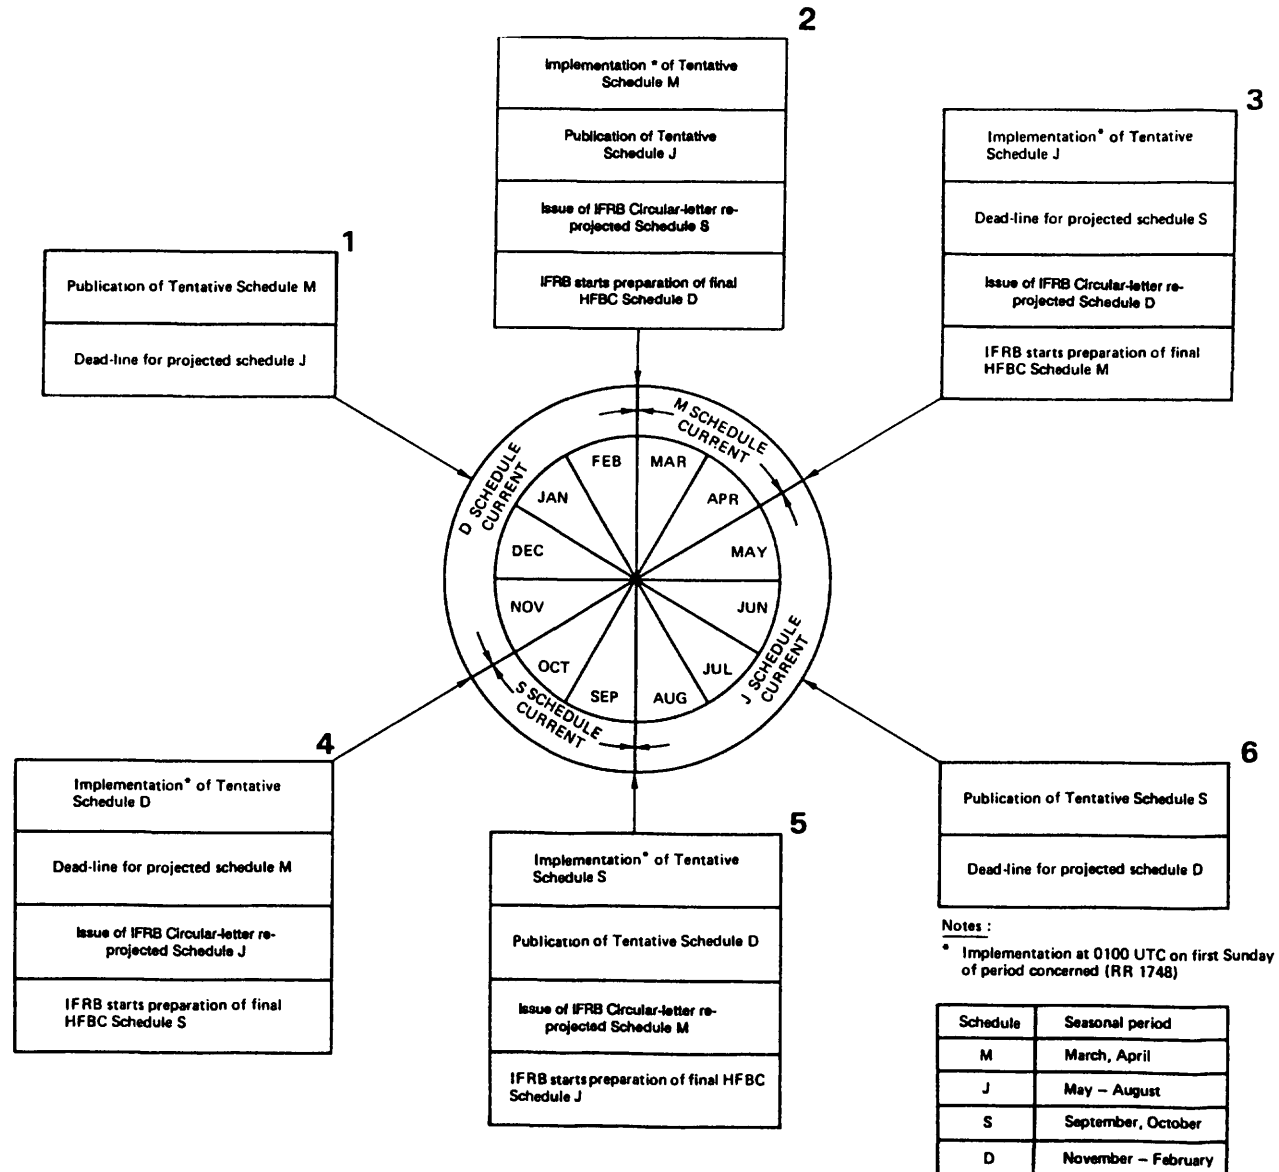 2
Implementation * of Tentative
Schedule M
Publication of Tentative
Schedule J
Issue of IFRB Circular-letter re-
projected Schedule S
IFRB starts preparation of final
HFBC Schedule D
3
Implementation* of Tentative
Schedule J
Dead-line for projected schedule S
Issue of IFRB Circular-letter re-
projected Schedule D
IFRB starts preparation of final
HFBC Schedule M
1
Publication of Tentative Schedule M
Dead-line for projected schedule J
M SCHEDULE
CURRENT
D SCHEDULE
CURRENT
J SCHEDULE
CURRENT
S SCHEDULE
CURRENT
FEB
MAR
JAN
APR
DEC
MAY
NOV
JUN
OCT
JUL
SEP
AUG
4
Implementation* of Tentative
Schedule D
Dead-line for projected schedule M
Issue of IFRB Circular-letter re-
projected Schedule J
IFRB starts preparation of final
HFBC Schedule S
5
Implementation* of Tentative
Schedule S
Publication of Tentative Schedule D
Issue of IFRB Circular-letter re-
projected Schedule M
IFRB starts preparation of final HFBC
Schedule J
6
Publication of Tentative Schedule S
Dead-line for projected schedule D
Notes :
* Implementation at 0100 UTC on first Sunday
of period concerned (RR 1748)
Schedule Seasonal period
M March, April
J May – August
S September, October
D November – February